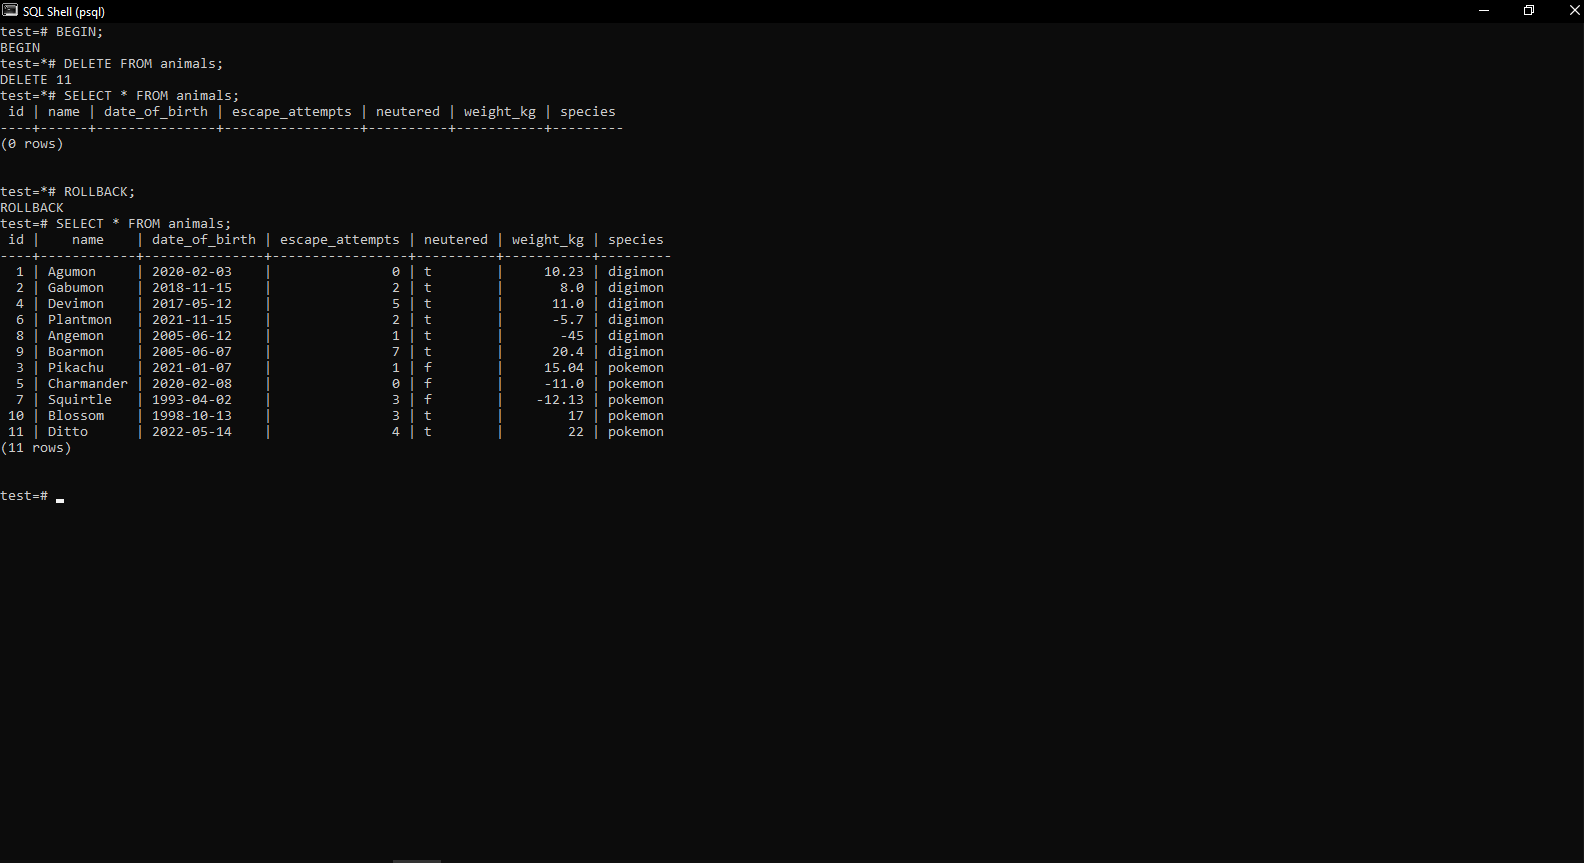 SQL Shell (psql)
test=# BEGIN;
BEGIN
test=*# DELETE FROM animals;
DELETE 11
test=*# SELECT * FROM animals;
 id | name | date_of_birth | escape_attempts | neutered | weight_kg | species
----+------+---------------+-----------------+----------+-----------+---------
(0 rows)


test=*# ROLLBACK;
ROLLBACK
test=# SELECT * FROM animals;
 id |    name    | date_of_birth | escape_attempts | neutered | weight_kg | species
----+------------+---------------+-----------------+----------+-----------+---------
  1 | Agumon     | 2020-02-03    |               0 | t        |     10.23 | digimon
  2 | Gabumon    | 2018-11-15    |               2 | t        |       8.0 | digimon
  4 | Devimon    | 2017-05-12    |               5 | t        |      11.0 | digimon
  6 | Plantmon   | 2021-11-15    |               2 | t        |      -5.7 | digimon
  8 | Angemon    | 2005-06-12    |               1 | t        |       -45 | digimon
  9 | Boarmon    | 2005-06-07    |               7 | t        |      20.4 | digimon
  3 | Pikachu    | 2021-01-07    |               1 | f        |     15.04 | pokemon
  5 | Charmander | 2020-02-08    |               0 | f        |     -11.0 | pokemon
  7 | Squirtle   | 1993-04-02    |               3 | f        |    -12.13 | pokemon
 10 | Blossom    | 1998-10-13    |               3 | t        |        17 | pokemon
 11 | Ditto      | 2022-05-14    |               4 | t        |        22 | pokemon
(11 rows)


test=#